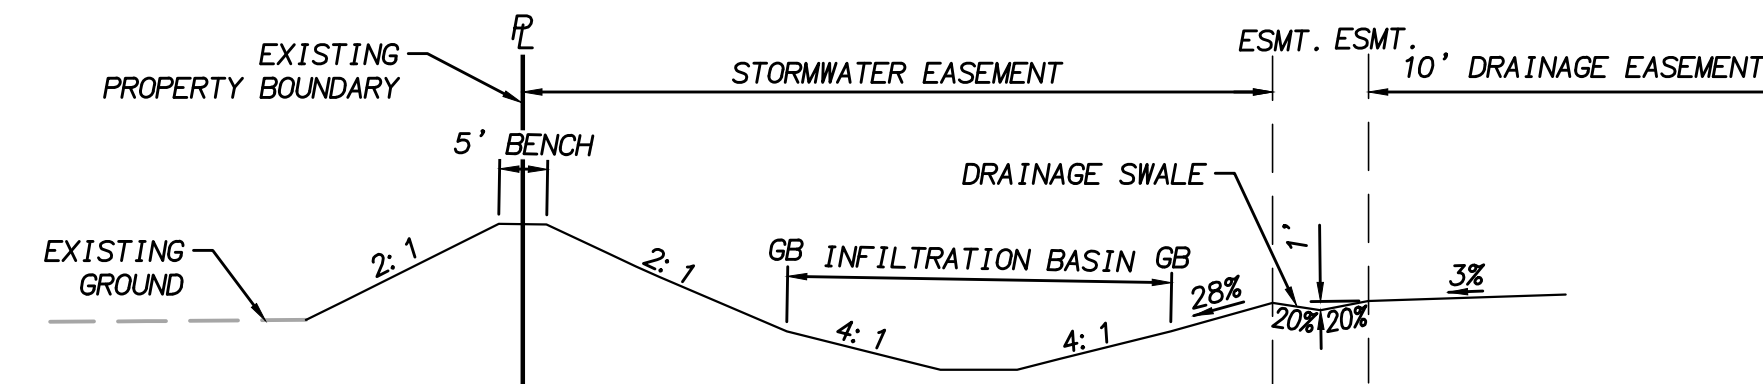 PL
ESMT. ESMT.
EXISTING
PROPERTY BOUNDARY
STORMWATER EASEMENT
10' DRAINAGE EASEMENT
5' BENCH
DRAINAGE SWALE
EXISTING
GROUND
2:1
2:1
GB INFILTRATION BASIN GB
1'
28%
3%
4:1
4:1
20% 20%